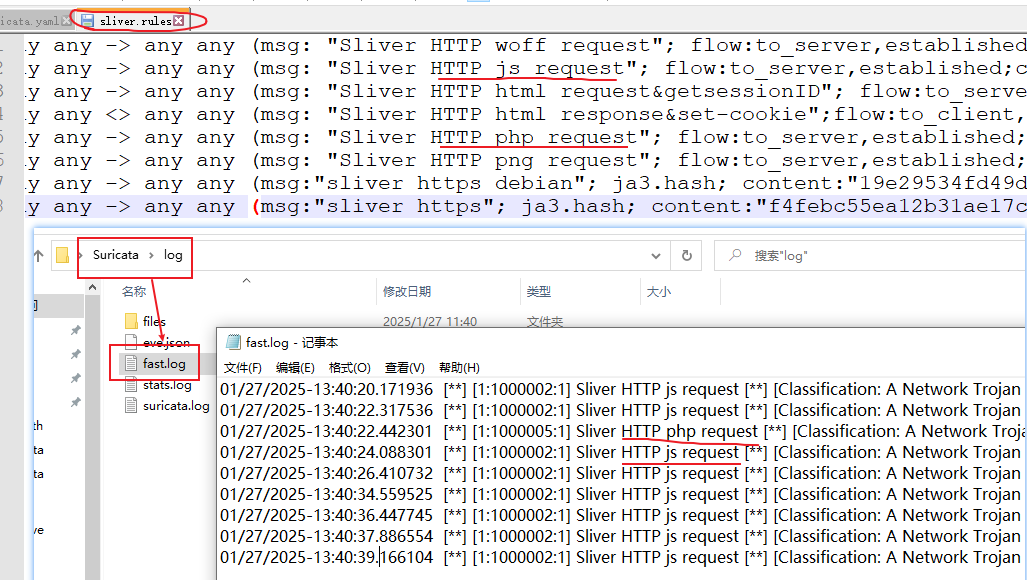 icata.yaml sliver.rules
y any -> any any (msg: "Sliver HTTP woff request"; flow:to_server,established
y any -> any any (msg: "Sliver HTTP js request"; flow:to_server,established;c
y any -> any any (msg: "Sliver HTTP html request&getsessionID"; flow:to_serve
y any <> any any (msg: "Sliver HTTP html response&set-cookie";flow:to_client,
y any -> any any (msg: "Sliver HTTP php request"; flow:to_server,established;
y any -> any any (msg: "Sliver HTTP png request"; flow:to_server,established;
y any -> any any (msg:"sliver https debian"; ja3.hash; content:"19e29534fd49d
y any -> any any (msg:"sliver https"; ja3.hash; content:"f4febc55ea12b31ae17c
Suricata > log
搜索"log"
名称 修改日期 类型 大小
files 2025/1/27 11:40 文件夹
eve.json
fast.log
stats.log
suricata.log
th
ta
ta
ve
fast.log - 记事本
文件(F) 编辑(E) 格式(O) 查看(V) 帮助(H)
01/27/2025-13:40:20.171936 [**] [1:1000002:1] Sliver HTTP js request [**] [Classification: A Network Trojan
01/27/2025-13:40:22.317536 [**] [1:1000002:1] Sliver HTTP js request [**] [Classification: A Network Trojan
01/27/2025-13:40:22.442301 [**] [1:1000005:1] Sliver HTTP php request [**] [Classification: A Network Troja
01/27/2025-13:40:24.088301 [**] [1:1000002:1] Sliver HTTP js request [**] [Classification: A Network Trojan
01/27/2025-13:40:26.410732 [**] [1:1000002:1] Sliver HTTP js request [**] [Classification: A Network Trojan
01/27/2025-13:40:34.559525 [**] [1:1000002:1] Sliver HTTP js request [**] [Classification: A Network Trojan
01/27/2025-13:40:36.447745 [**] [1:1000002:1] Sliver HTTP js request [**] [Classification: A Network Trojan
01/27/2025-13:40:37.886554 [**] [1:1000002:1] Sliver HTTP js request [**] [Classification: A Network Trojan
01/27/2025-13:40:39.166104 [**] [1:1000002:1] Sliver HTTP js request [**] [Classification: A Network Trojan